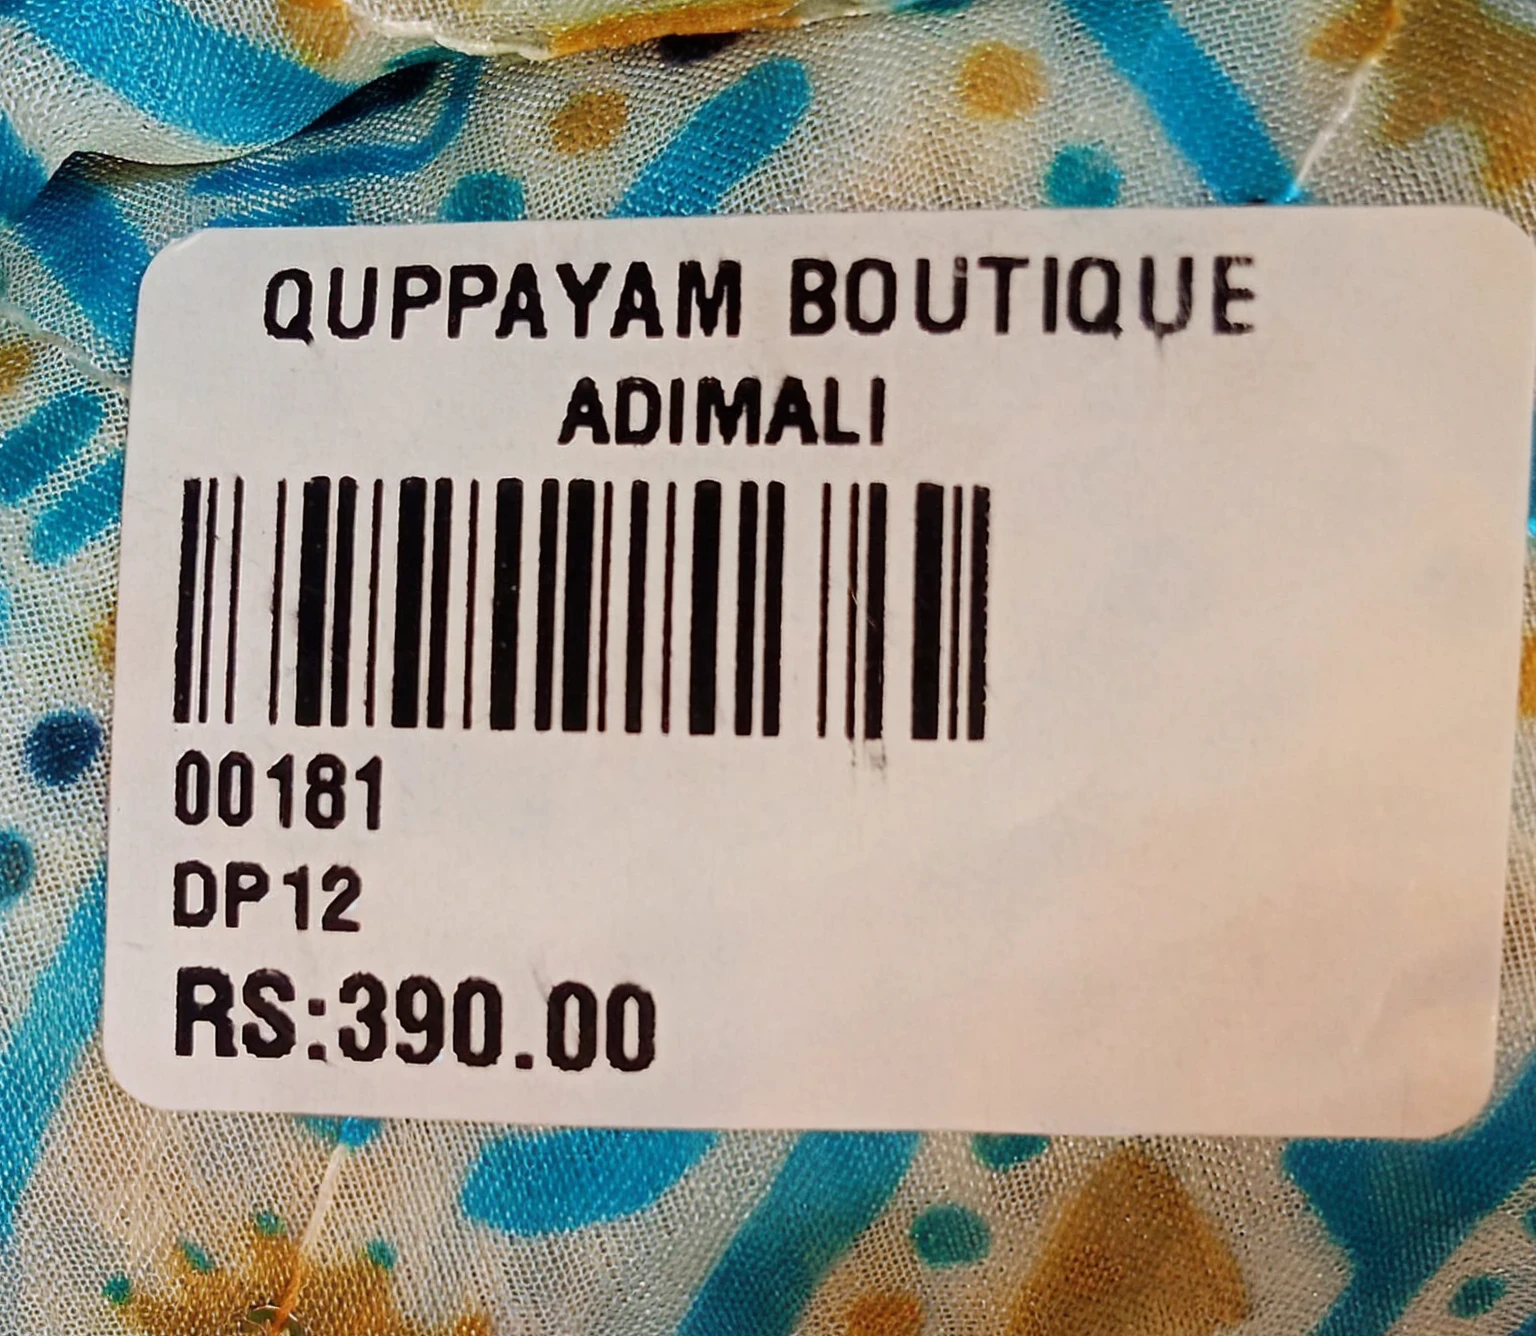 QUPPAYAM BOUTIQUE
ADIMALI
00181
DP12
RS:390.00